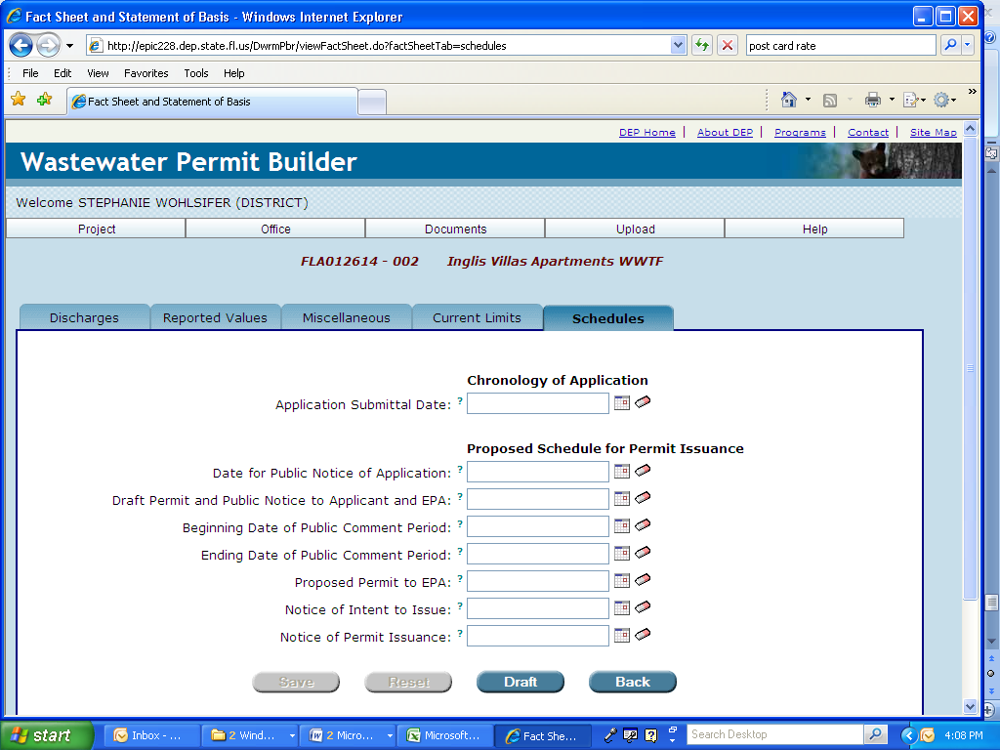 Fact Sheet and Statement of Basis - Windows Internet Explorer
http://epic228.dep.state.fl.us/DwrmPbr/viewFactSheet.do?factSheetTab=schedules
post card rate
File Edit View Favorites Tools Help
Fact Sheet and Statement of Basis
DEP Home | About DEP | Programs | Contact | Site Map
Wastewater Permit Builder
Welcome STEPHANIE WOHLSIFER (DISTRICT)
Project Office Documents Upload Help
FLA012614 - 002 Inglis Villas Apartments WWTF
Discharges Reported Values Miscellaneous Current Limits Schedules
Chronology of Application
Application Submittal Date: ?
Proposed Schedule for Permit Issuance
Date for Public Notice of Application: ?
Draft Permit and Public Notice to Applicant and EPA: ?
Beginning Date of Public Comment Period: ?
Ending Date of Public Comment Period: ?
Proposed Permit to EPA: ?
Notice of Intent to Issue: ?
Notice of Permit Issuance: ?
Save Reset Draft Back
start Inbox - ... 2 Wind... 2 Micro... Microsoft... Fact She... Search Desktop 4:08 PM